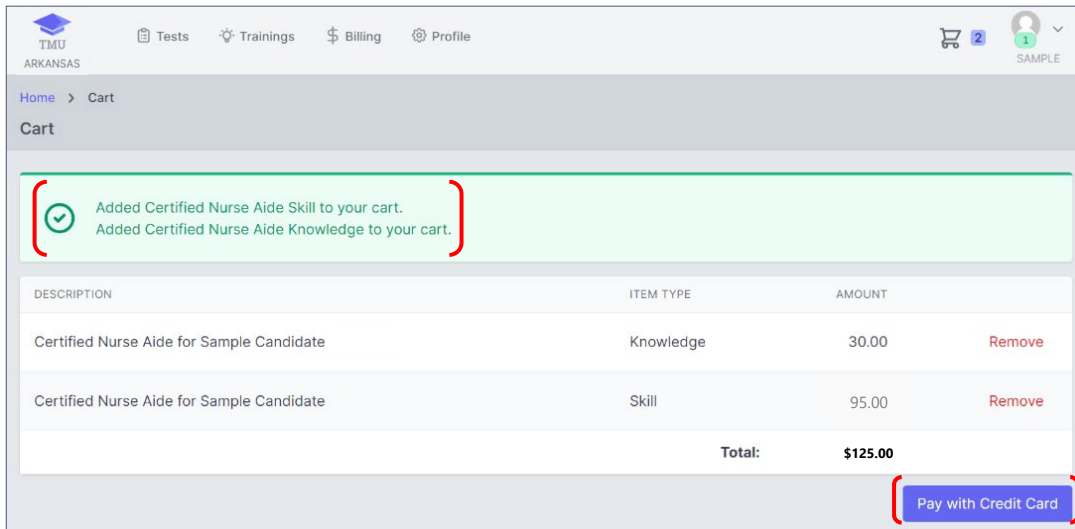 TMU
ARKANSAS
Tests Trainings $ Billing Profile 2 1
SAMPLE
Home > Cart
Cart
Added Certified Nurse Aide Skill to your cart.
Added Certified Nurse Aide Knowledge to your cart.
DESCRIPTION ITEM TYPE AMOUNT
Certified Nurse Aide for Sample Candidate Knowledge 30.00 Remove
Certified Nurse Aide for Sample Candidate Skill 95.00 Remove
Total: $125.00
Pay with Credit Card